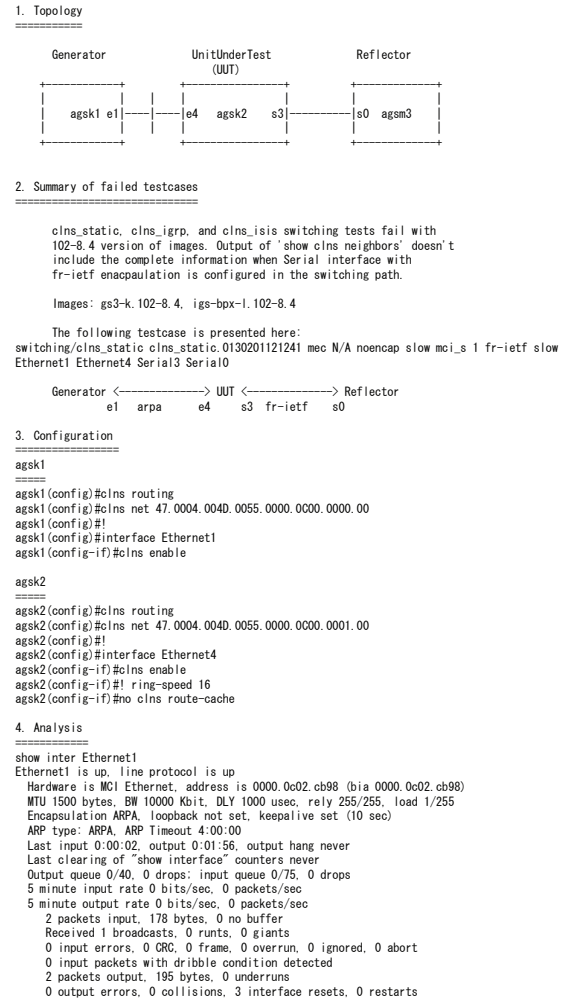 1. Topology
===========
Generator UnitUnderTest Reflector
(UUT)
+------------+ +----------------+ +-------------+
| | | | | | |
| agsk1 e1|----|----|e4 agsk2 s3|----------|s0 agsm3 |
| | | | | | |
+------------+ +----------------+ +-------------+
2. Summary of failed testcases
==============================
clns_static, clns_igrp, and clns_isis switching tests fail with
102-8.4 version of images. Output of 'show clns neighbors' doesn't
include the complete information when Serial interface with
fr-ietf enacpaulation is configured in the switching path.
Images: gs3-k.102-8.4, igs-bpx-l.102-8.4
The following testcase is presented here:
switching/clns_static clns_static.0130201121241 mec N/A noencap slow mci_s 1 fr-ietf slow
Ethernet1 Ethernet4 Serial3 Serial0
Generator <--------------> UUT <--------------> Reflector
e1 arpa e4 s3 fr-ietf s0
3. Configuration
=================
agsk1
=====
agsk1(config)#clns routing
agsk1(config)#clns net 47.0004.004D.0055.0000.0C00.0000.00
agsk1(config)#!
agsk1(config)#interface Ethernet1
agsk1(config-if)#clns enable
agsk2
=====
agsk2(config)#clns routing
agsk2(config)#clns net 47.0004.004D.0055.0000.0C00.0001.00
agsk2(config)#!
agsk2(config)#interface Ethernet4
agsk2(config-if)#clns enable
agsk2(config-if)#! ring-speed 16
agsk2(config-if)#no clns route-cache
4. Analysis
============
show inter Ethernet1
Ethernet1 is up, line protocol is up
Hardware is MCI Ethernet, address is 0000.0c02.cb98 (bia 0000.0c02.cb98)
MTU 1500 bytes, BW 10000 Kbit, DLY 1000 usec, rely 255/255, load 1/255
Encapsulation ARPA, loopback not set, keepalive set (10 sec)
ARP type: ARPA, ARP Timeout 4:00:00
Last input 0:00:02, output 0:01:56, output hang never
Last clearing of "show interface" counters never
Output queue 0/40, 0 drops; input queue 0/75, 0 drops
5 minute input rate 0 bits/sec, 0 packets/sec
5 minute output rate 0 bits/sec, 0 packets/sec
2 packets input, 178 bytes, 0 no buffer
Received 1 broadcasts, 0 runts, 0 giants
0 input errors, 0 CRC, 0 frame, 0 overrun, 0 ignored, 0 abort
0 input packets with dribble condition detected
2 packets output, 195 bytes, 0 underruns
0 output errors, 0 collisions, 3 interface resets, 0 restarts